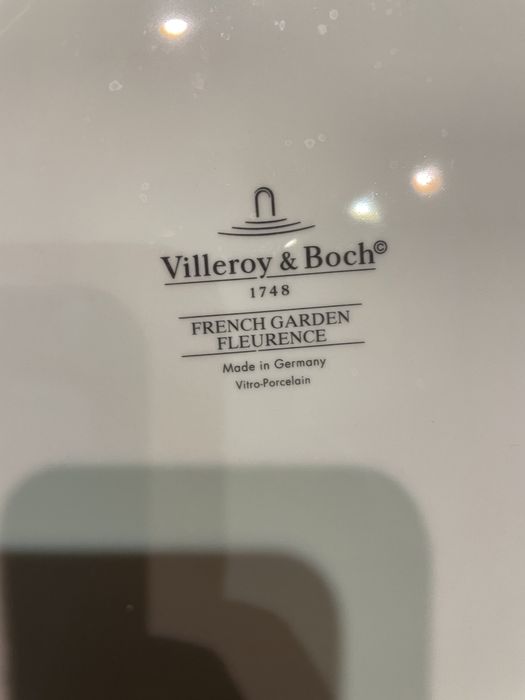 Villeroy & Boch©
1748
FRENCH GARDEN
FLEURENCE
Made in Germany
Vitro-Porcelain